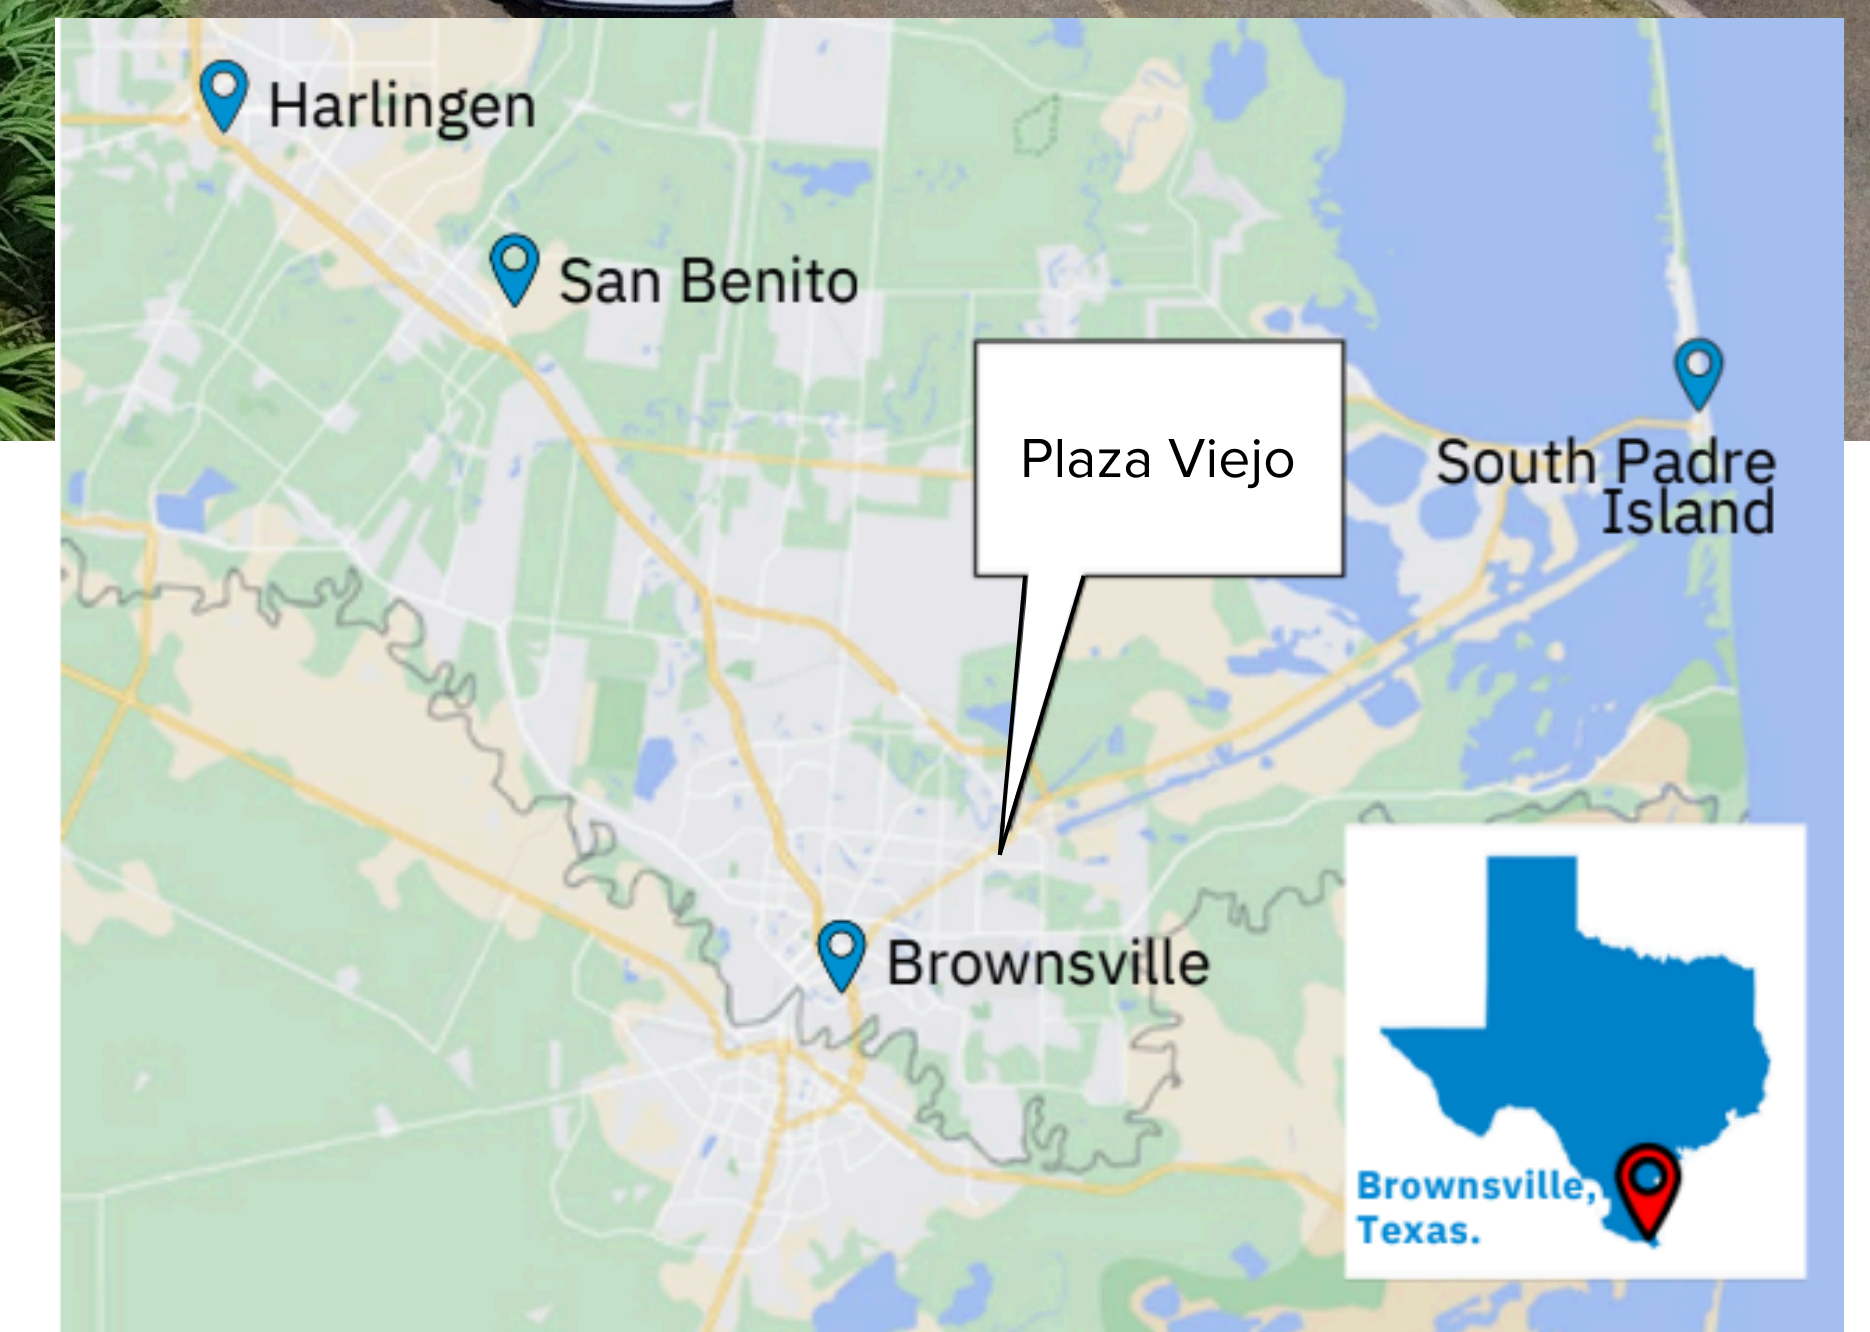 Harlingen
San Benito
Plaza Viejo
South Padre
Island
Brownsville
Brownsville,
Texas.